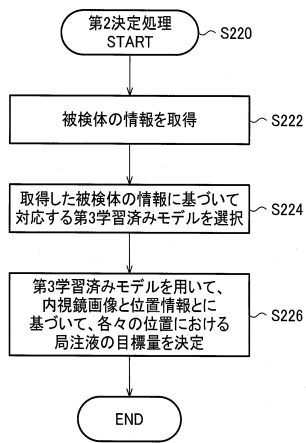 第2決定処理
START
S220
被検体の情報を取得
S222
取得した被検体の情報に基づいて
対応する第3学習済みモデルを選択
S224
第3学習済みモデルを用いて、
内視鏡画像と位置情報とに
基づいて、各々の位置における
局注液の目標量を決定
S226
END